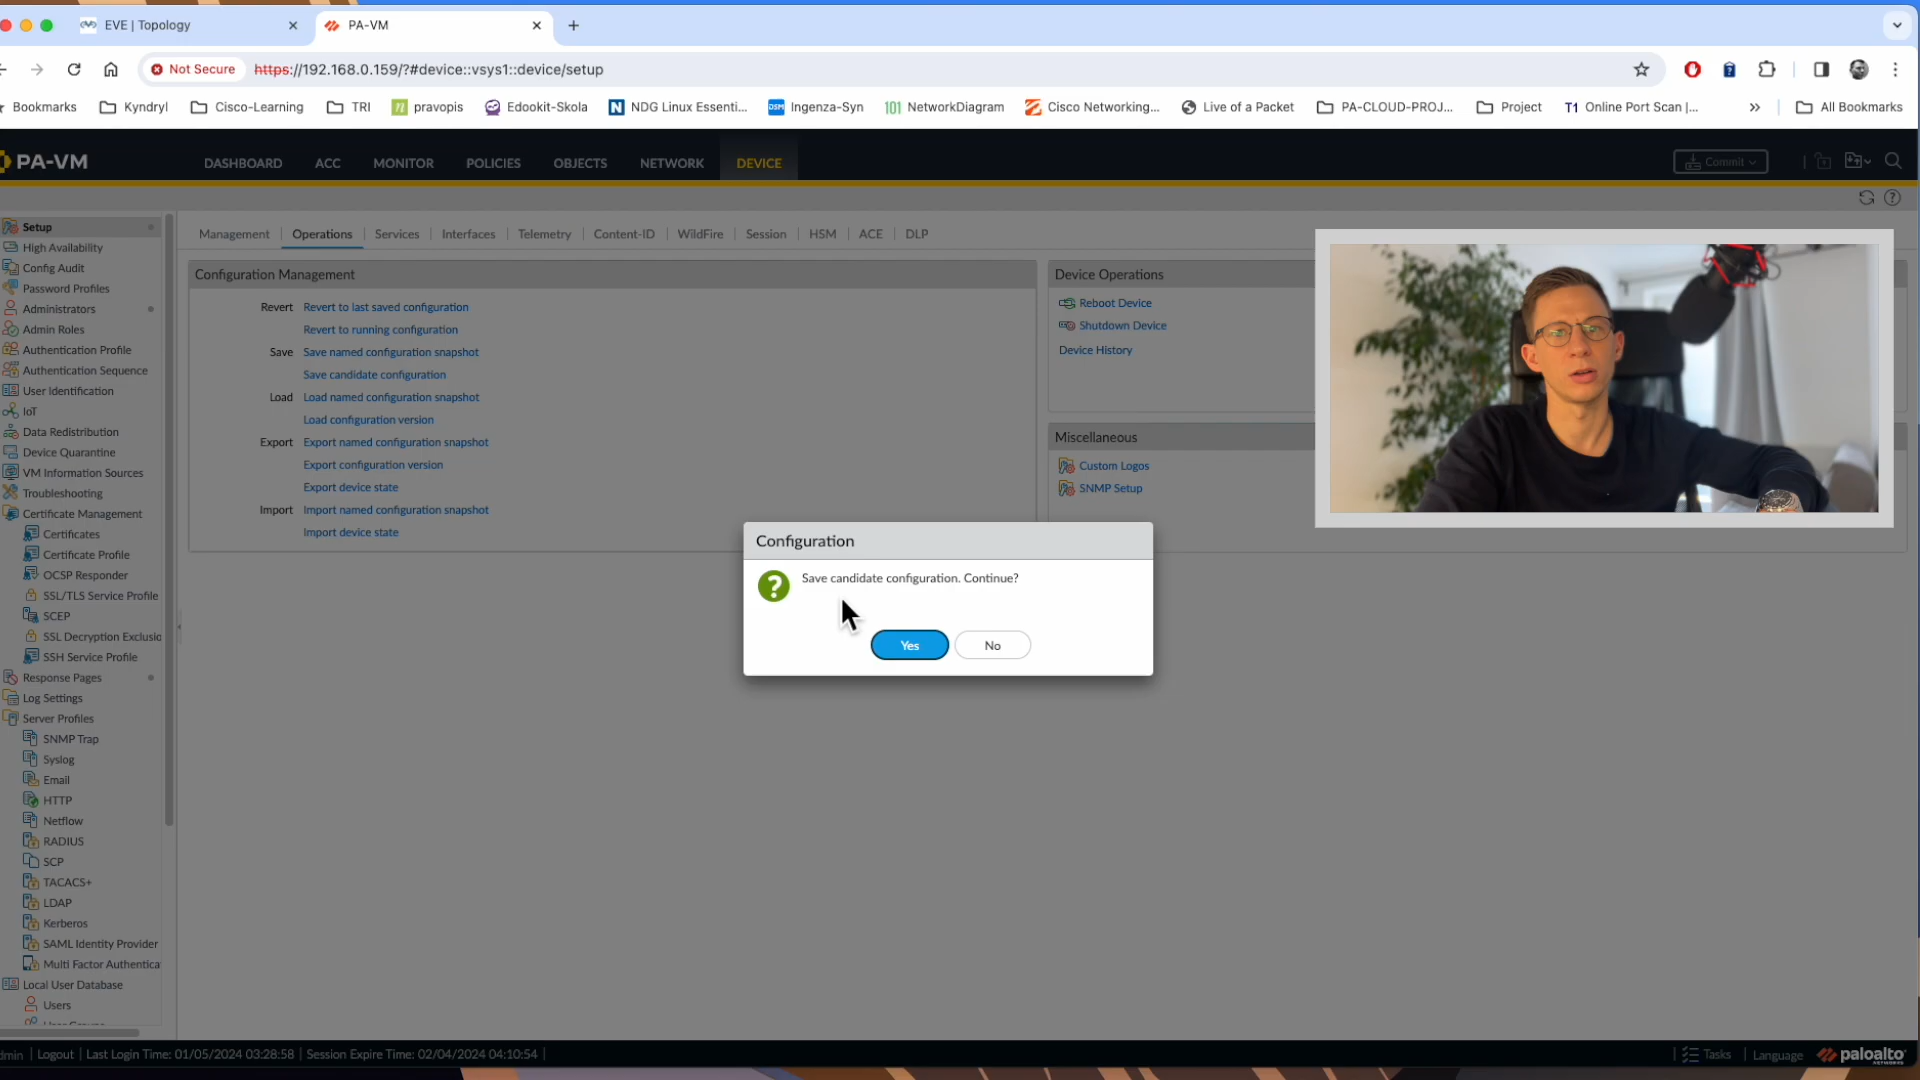 EVE | Topology
PA-VM
Not Secure
https://192.168.0.159/?#device::vsys1::device/setup
Bookmarks
Kyndryl
Cisco-Learning
TRI
pravopis
Edookit-Skola
NDG Linux Essenti...
Ingenza-Syn
NetworkDiagram
Cisco Networking...
Live of a Packet
PA-CLOUD-PROJ...
Project
T1 Online Port Scan |...
All Bookmarks
PA-VM
DASHBOARD
ACC
MONITOR
POLICIES
OBJECTS
NETWORK
DEVICE
Commit
Setup
High Availability
Config Audit
Password Profiles
Administrators
Admin Roles
Authentication Profile
Authentication Sequence
User Identification
IoT
Data Redistribution
Device Quarantine
VM Information Sources
Troubleshooting
Certificate Management
Certificates
Certificate Profile
OCSP Responder
SSL/TLS Service Profile
SCEP
SSL Decryption Exclusio
SSH Service Profile
Response Pages
Log Settings
Server Profiles
SNMP Trap
Syslog
Email
HTTP
Netflow
RADIUS
SCP
TACACS+
LDAP
Kerberos
SAML Identity Provider
Multi Factor Authentica
Local User Database
Users
Management
Operations
Services
Interfaces
Telemetry
Content-ID
WildFire
Session
HSM
ACE
DLP
Configuration Management
Revert Revert to last saved configuration
Revert to running configuration
Save Save named configuration snapshot
Save candidate configuration
Load Load named configuration snapshot
Load configuration version
Export Export named configuration snapshot
Export configuration version
Export device state
Import Import named configuration snapshot
Import device state
Device Operations
Reboot Device
Shutdown Device
Device History
Miscellaneous
Custom Logos
SNMP Setup
Configuration
Save candidate configuration. Continue?
Yes
No
dmin | Logout | Last Login Time: 01/05/2024 03:28:58 | Session Expire Time: 02/04/2024 04:10:54 |
Tasks | Language
paloalto
NETWORKS